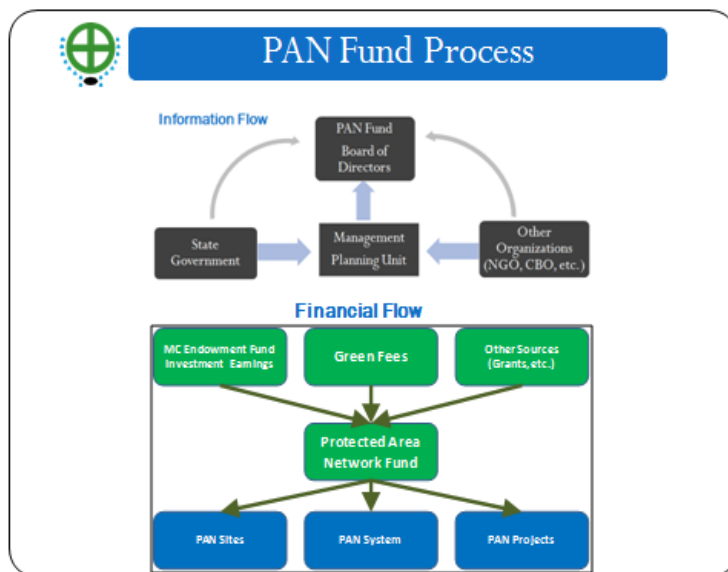 PAN Fund Process
Information Flow
PAN Fund
Board of
Directors
State
Government
Management
Planning Unit
Other
Organizations
(NGO, CBO, etc.)
Financial Flow
MC Endowment Fund
Investment Earnings
Green Fees
Other Sources
(Grants, etc.)
Protected Area
Network Fund
PAN Sites
PAN System
PAN Projects